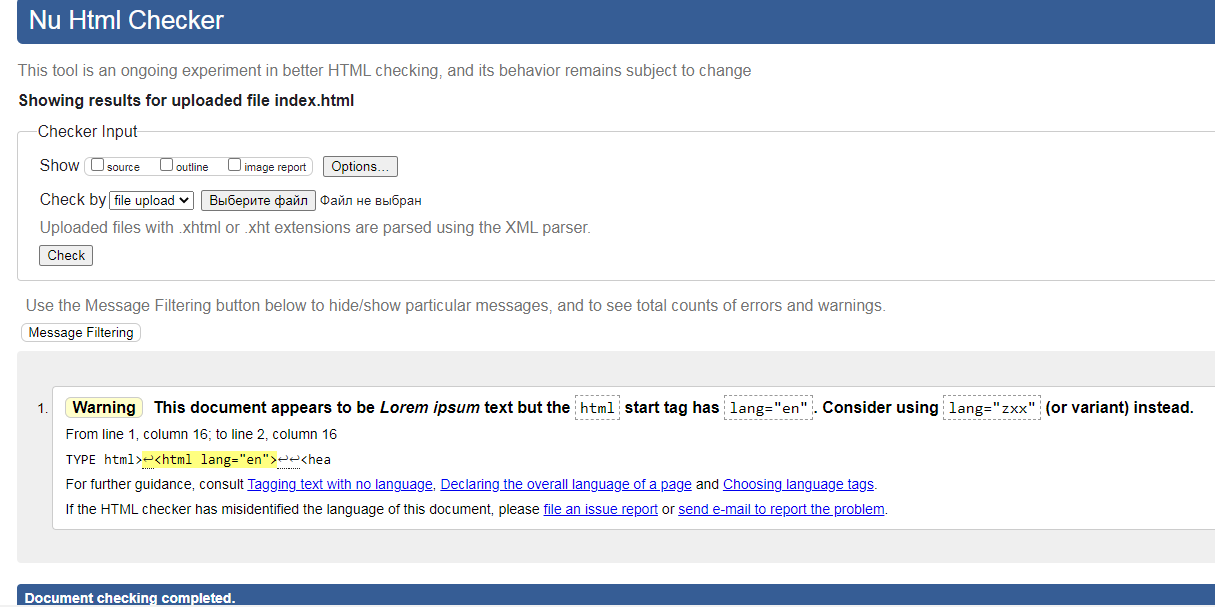 Nu Html Checker
This tool is an ongoing experiment in better HTML checking, and its behavior remains subject to change
Showing results for uploaded file index.html
Checker Input
Show source outline image report Options...
Check by file upload Выберите файл Файл не выбран
Uploaded files with .xhtml or .xht extensions are parsed using the XML parser.
Check
Use the Message Filtering button below to hide/show particular messages, and to see total counts of errors and warnings.
Message Filtering
1. Warning This document appears to be Lorem ipsum text but the html start tag has lang="en". Consider using lang="zxx" (or variant) instead.
From line 1, column 16; to line 2, column 16
TYPE html>↩<html lang="en">↩↩<hea
For further guidance, consult Tagging text with no language, Declaring the overall language of a page and Choosing language tags.
If the HTML checker has misidentified the language of this document, please file an issue report or send e-mail to report the problem.
Document checking completed.